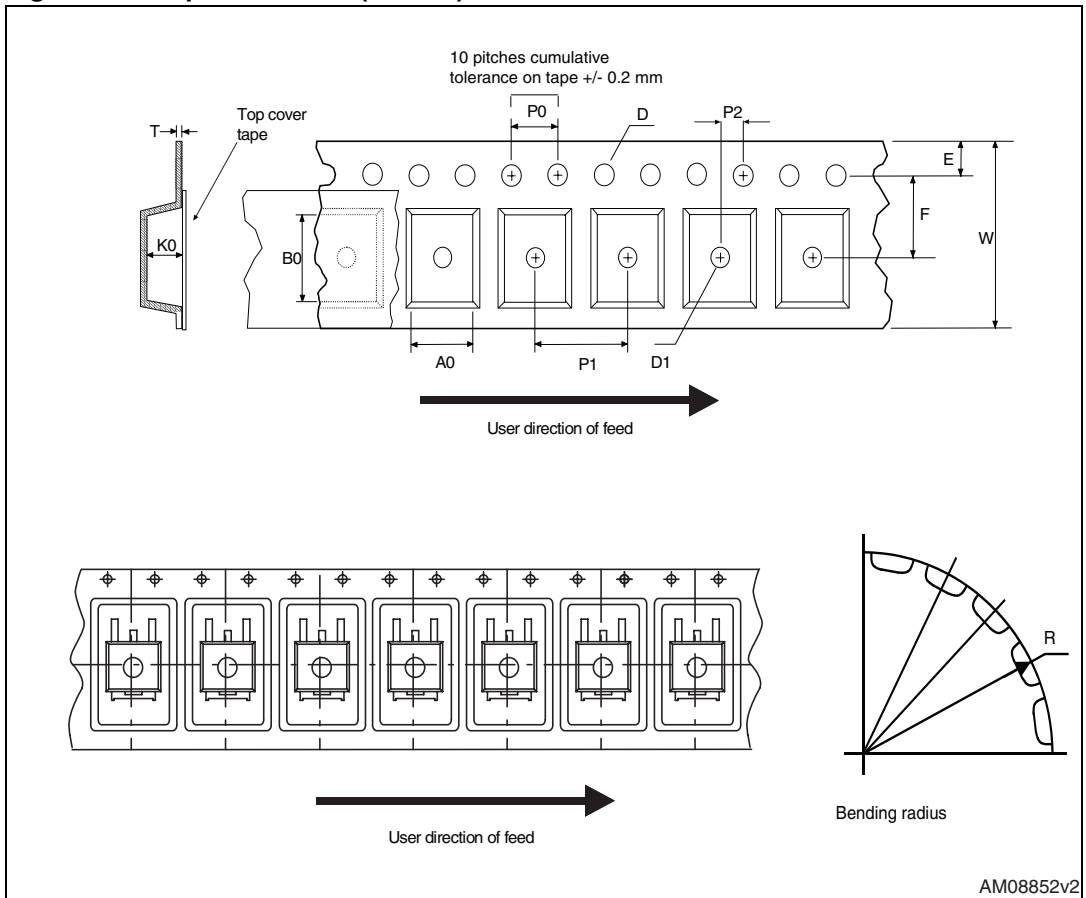 10 pitches cumulative
tolerance on tape +/- 0.2 mm
P0
D
P2
T
Top cover
tape
E
F
W
K0
B0
A0
P1
D1
User direction of feed
R
Bending radius
User direction of feed
AM08852v2